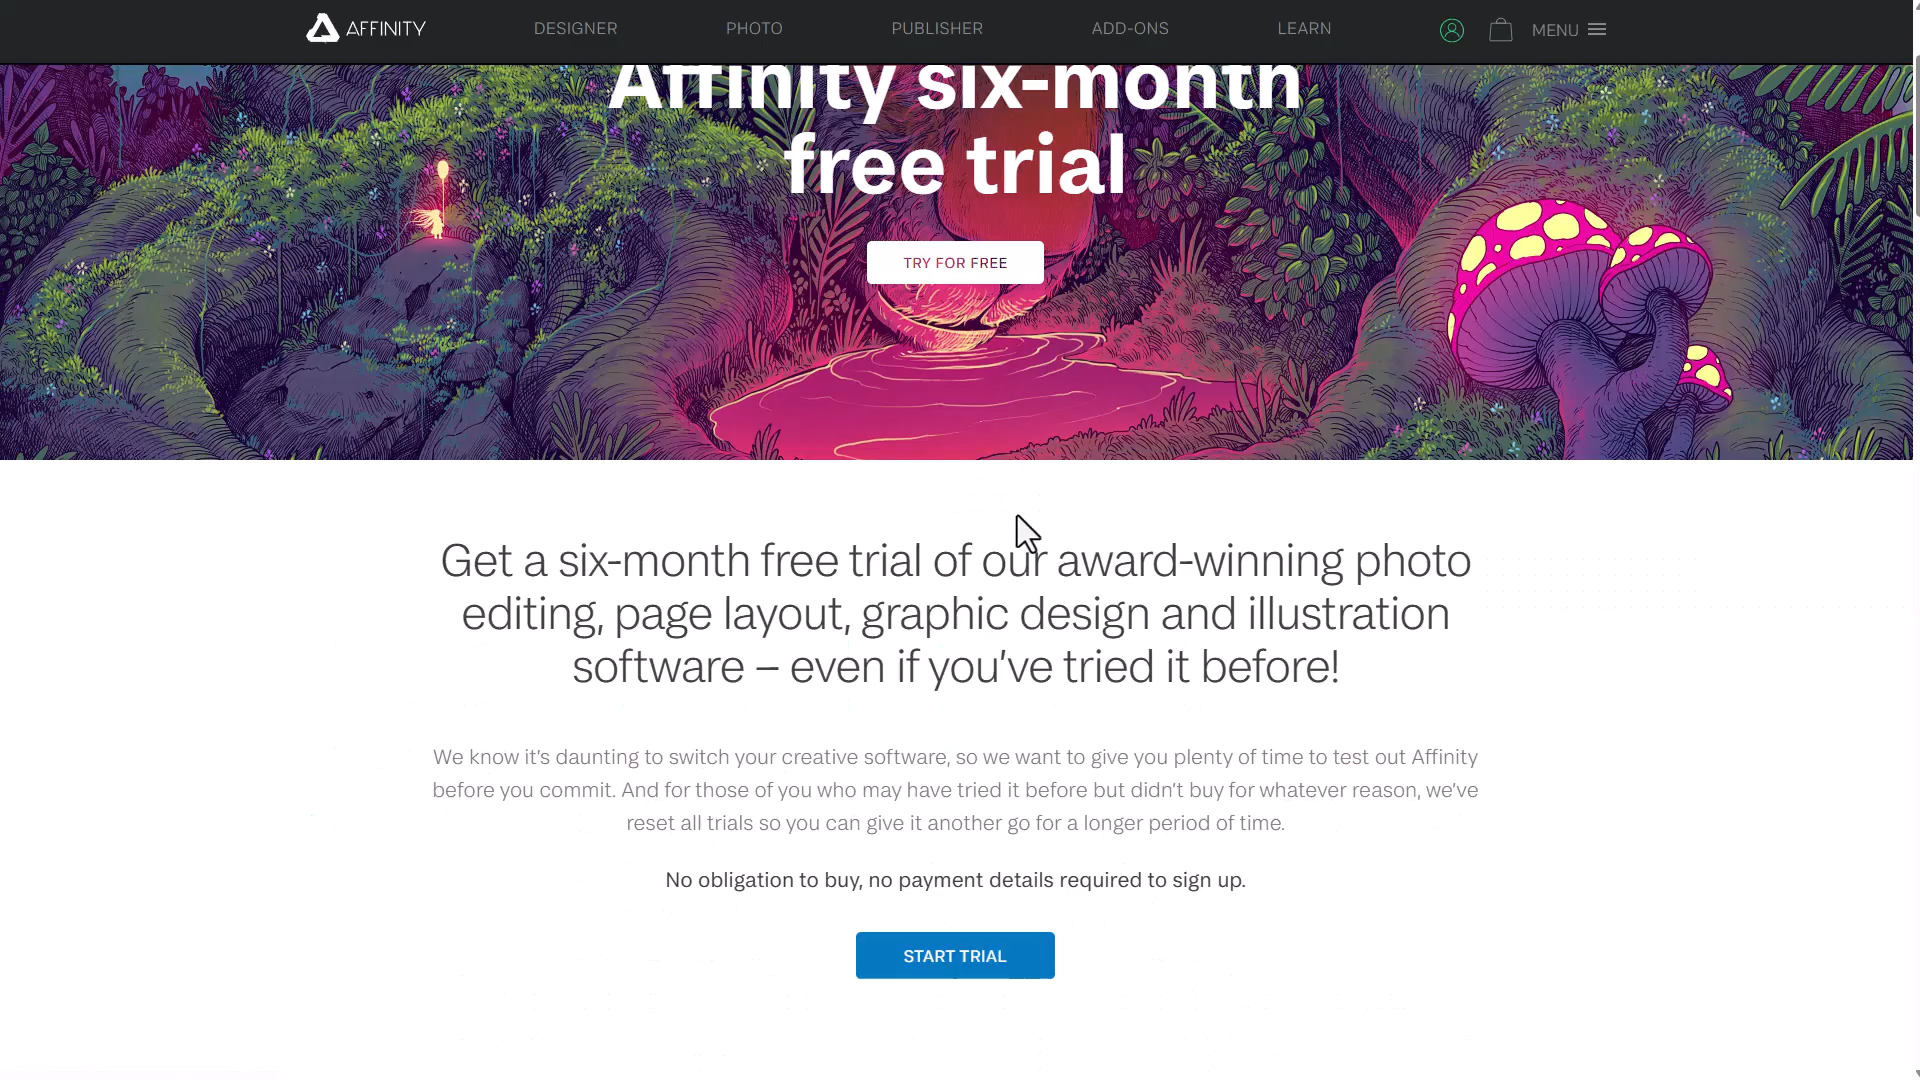 AFFINITY
DESIGNER
PHOTO
PUBLISHER
ADD-ONS
LEARN
MENU
Affinity six-month
free trial
TRY FOR FREE
Get a six-month free trial of our award-winning photo
editing, page layout, graphic design and illustration
software – even if you’ve tried it before!
We know it’s daunting to switch your creative software, so we want to give you plenty of time to test out Affinity
before you commit. And for those of you who may have tried it before but didn’t buy for whatever reason, we’ve
reset all trials so you can give it another go for a longer period of time.
No obligation to buy, no payment details required to sign up.
START TRIAL